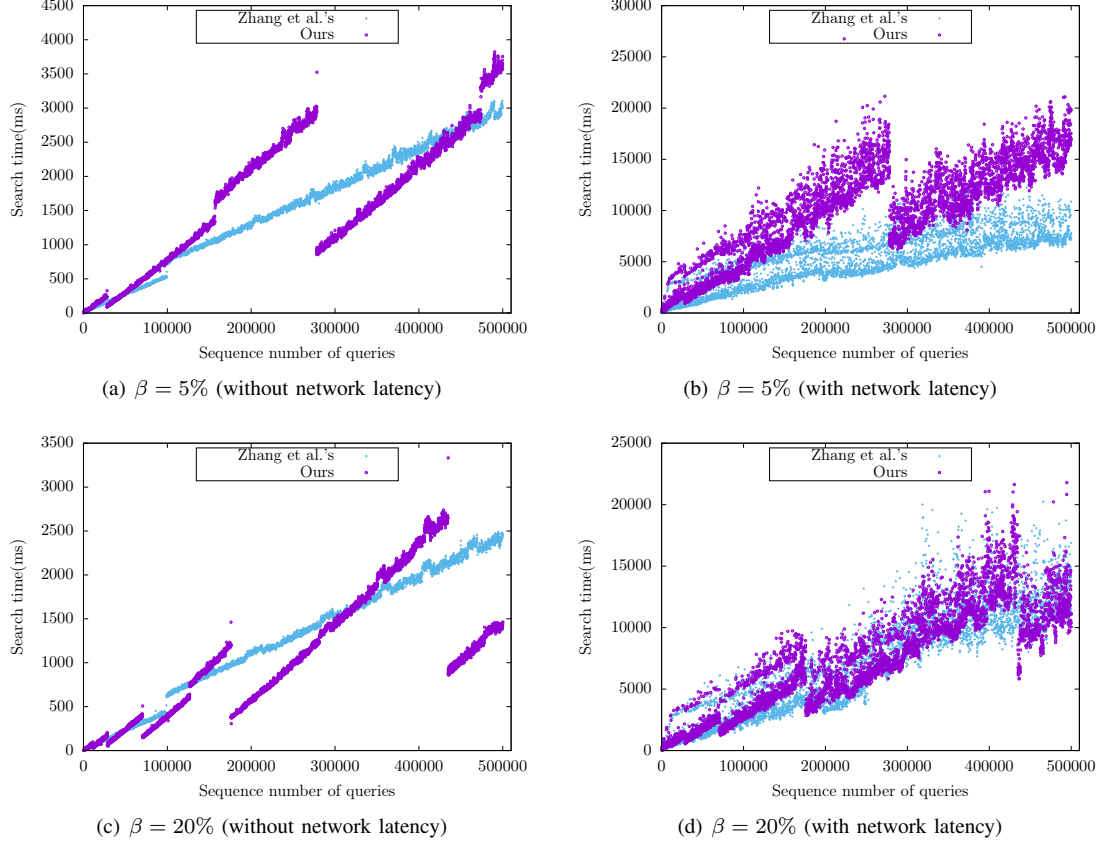 4500
4000
3500
3000
2500
2000
1500
1000
500
0
Search time(ms)
Zhang et al.'s
Ours
0 100000 200000 300000 400000 500000
Sequence number of queries
(a) β = 5% (without network latency)
30000
25000
20000
15000
10000
5000
0
Search time(ms)
Zhang et al.'s
Ours
0 100000 200000 300000 400000 500000
Sequence number of queries
(b) β = 5% (with network latency)
3500
3000
2500
2000
1500
1000
500
0
Search time(ms)
Zhang et al.'s
Ours
0 100000 200000 300000 400000 500000
Sequence number of queries
(c) β = 20% (without network latency)
25000
20000
15000
10000
5000
0
Search time(ms)
Zhang et al.'s
Ours
0 100000 200000 300000 400000 500000
Sequence number of queries
(d) β = 20% (with network latency)